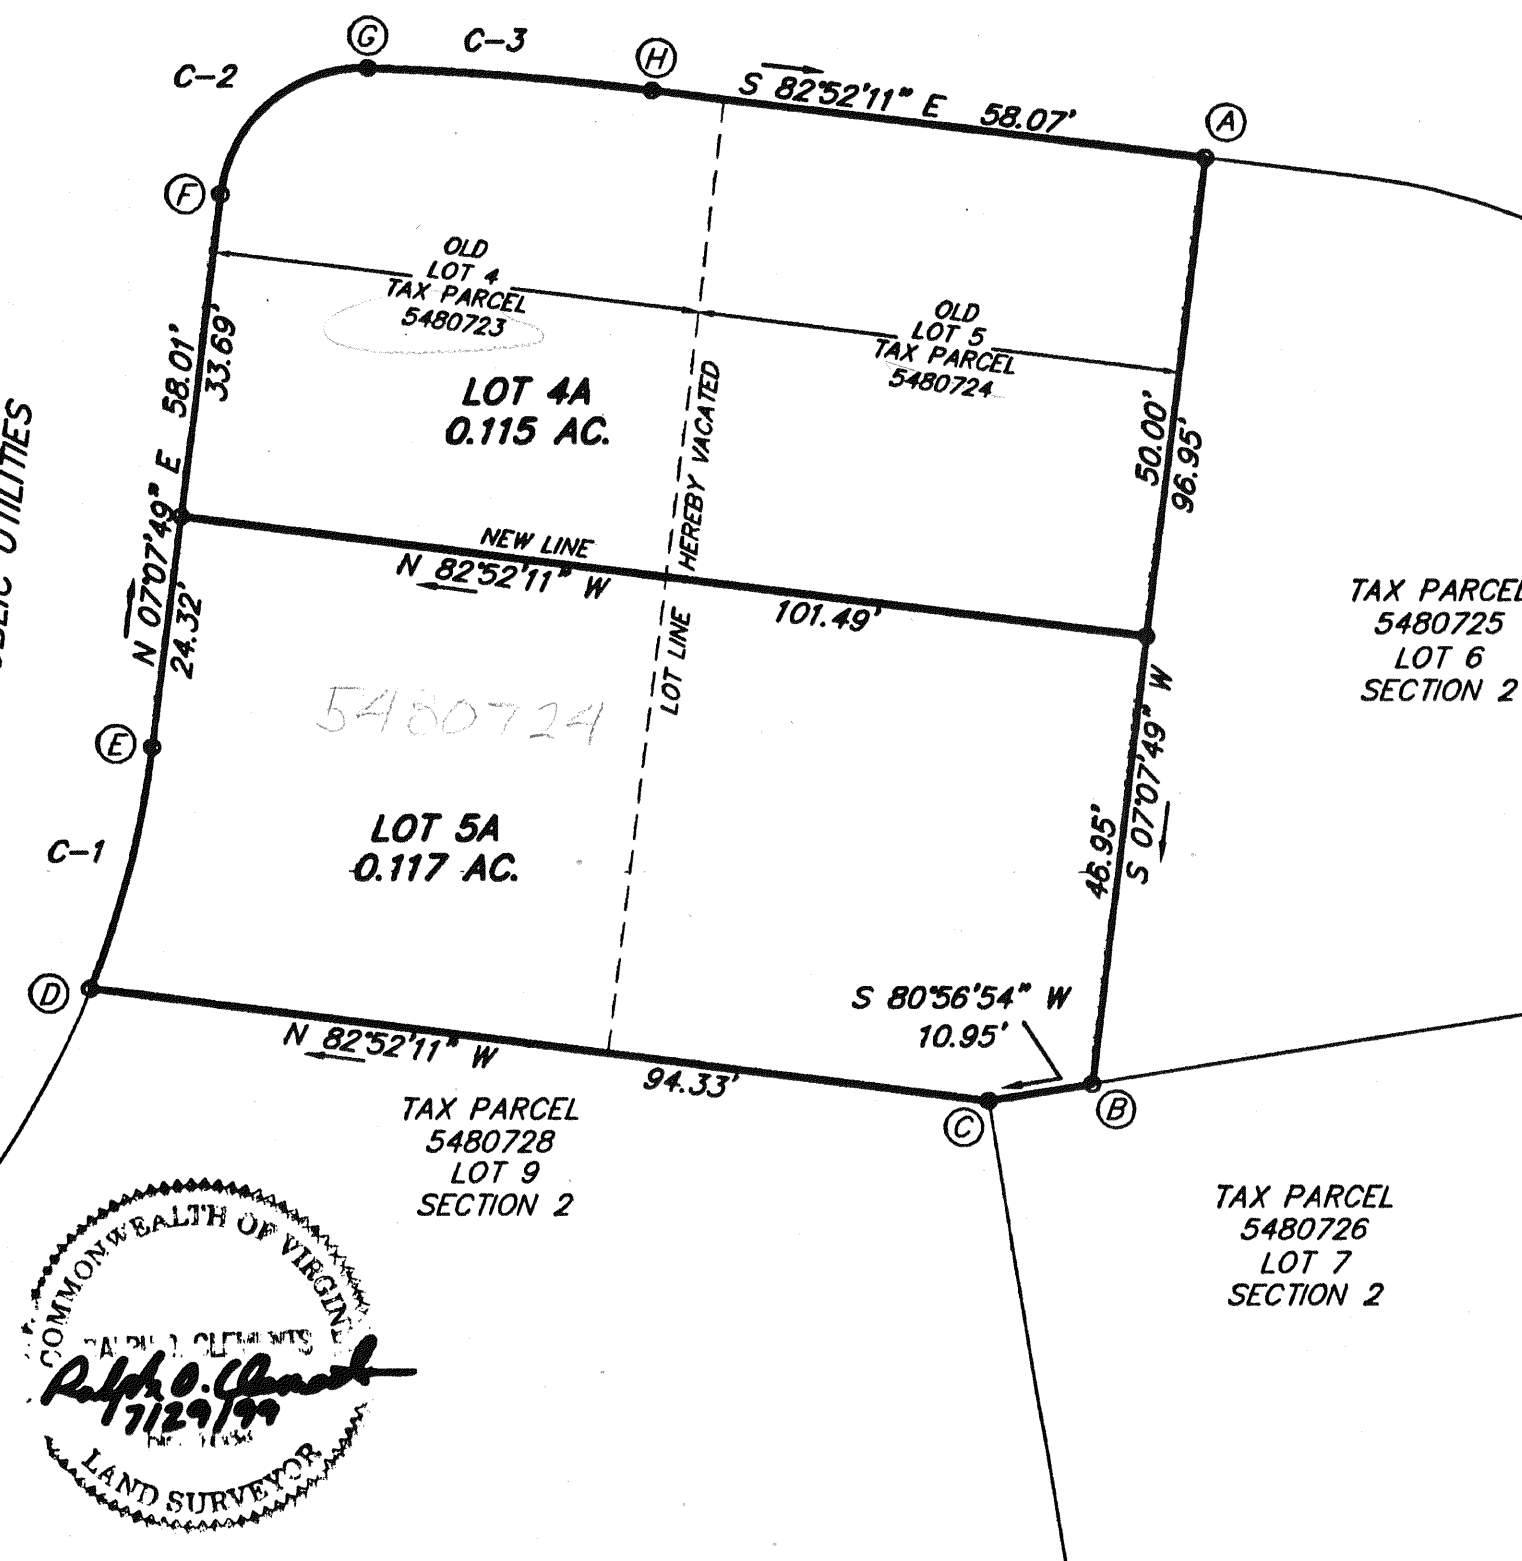 G
C-3
H
C-2
S 82°52'11" E 58.07'
A
F
OLD
LOT 4
TAX PARCEL
5480723
OLD
LOT 5
TAX PARCEL
5480724
LOT 4A
0.115 AC.
N 07°07'49" E 58.01'
33.69'
24.32'
50.00'
96.95'
LOT LINE HEREBY VACATED
NEW LINE
N 82°52'11" W
101.49'
UTILITIES
TAX PARCEL
5480725
LOT 6
SECTION 2
5480724
S 07°07'49" W
46.95'
E
LOT 5A
0.117 AC.
C-1
D
S 80°56'54" W
10.95'
N 82°52'11" W
94.33'
C
B
TAX PARCEL
5480728
LOT 9
SECTION 2
TAX PARCEL
5480726
LOT 7
SECTION 2
COMMONWEALTH OF VIRGINI
RALPH O. CLEMENTS
Ralph O. Clements
7/29/99
LAND SURVEYOR